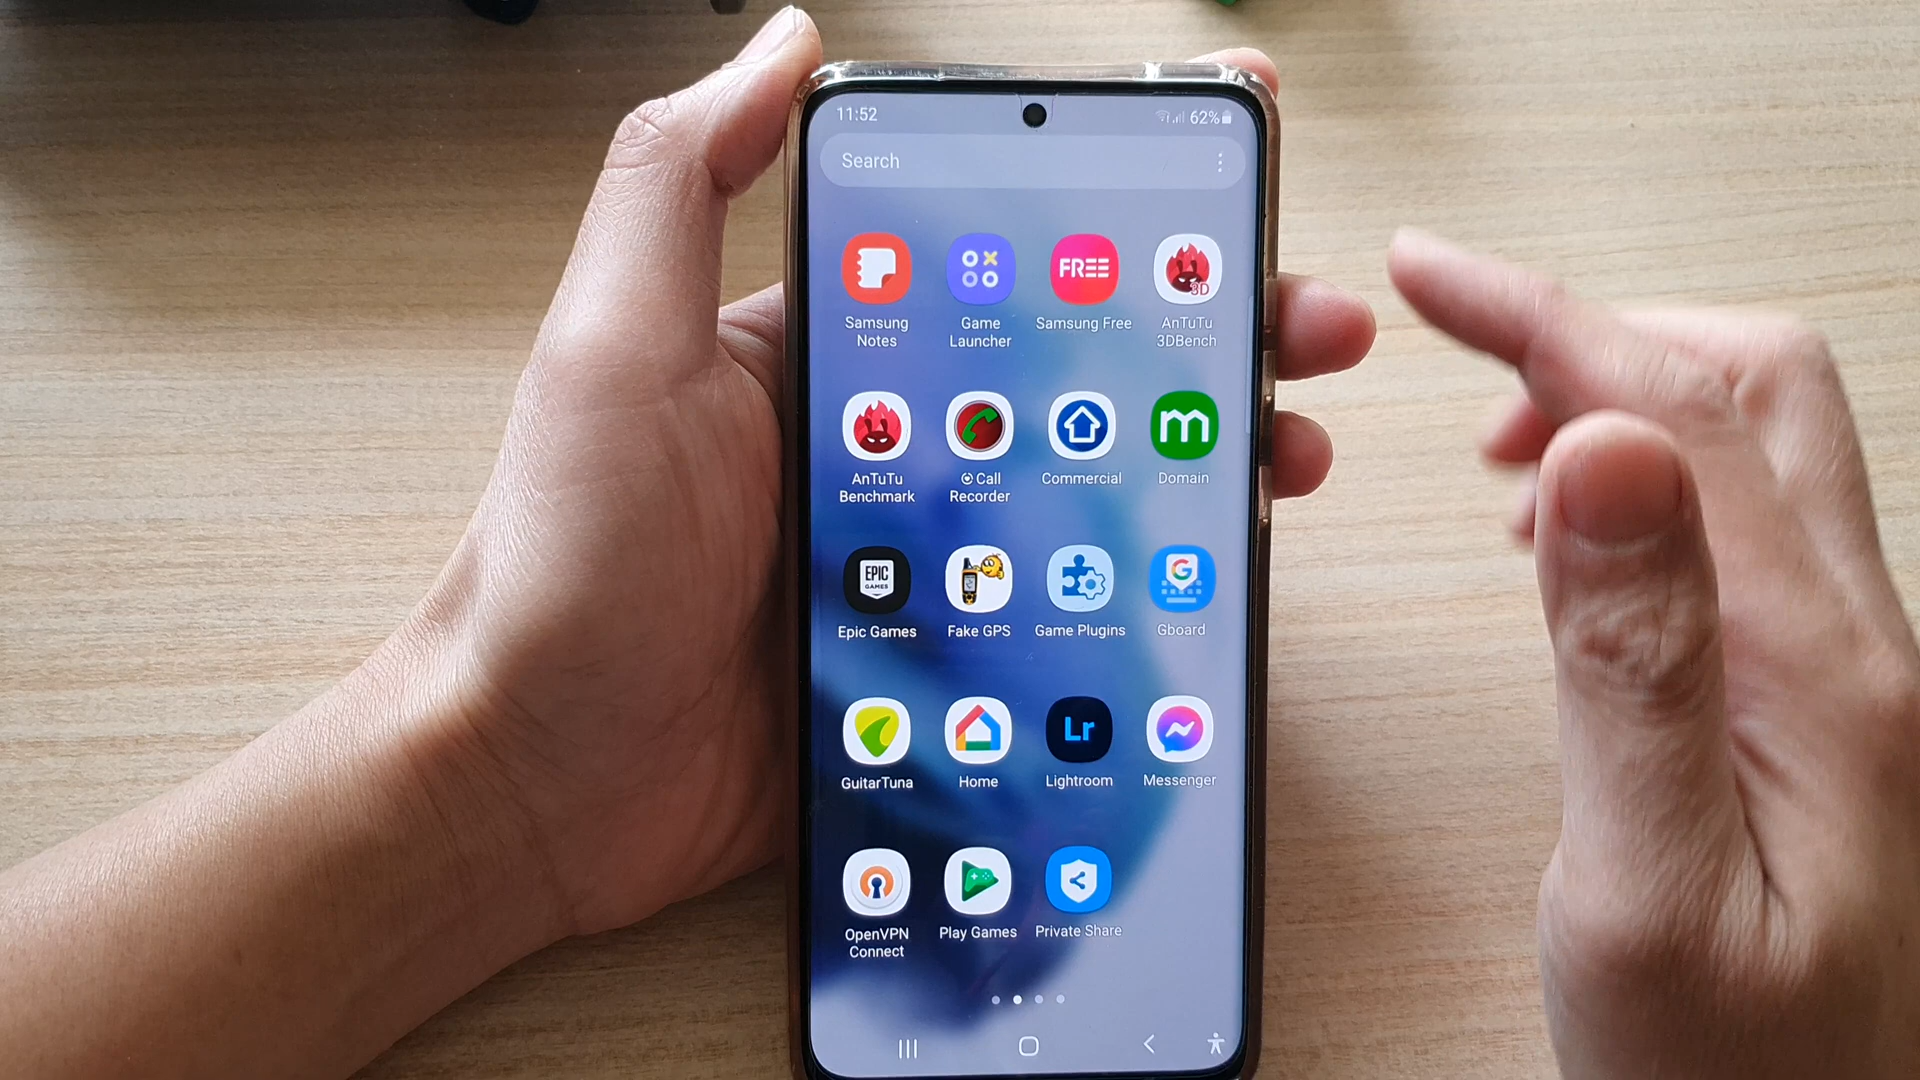 11:52
62%
Search
FREE
3D
Samsung Notes
Game Launcher
Samsung Free
AnTuTu 3DBench
m
AnTuTu Benchmark
Call Recorder
Commercial
Domain
EPIC
GAMES
G
Epic Games
Fake GPS
Game Plugins
Gboard
Lr
GuitarTuna
Home
Lightroom
Messenger
OpenVPN Connect
Play Games
Private Share